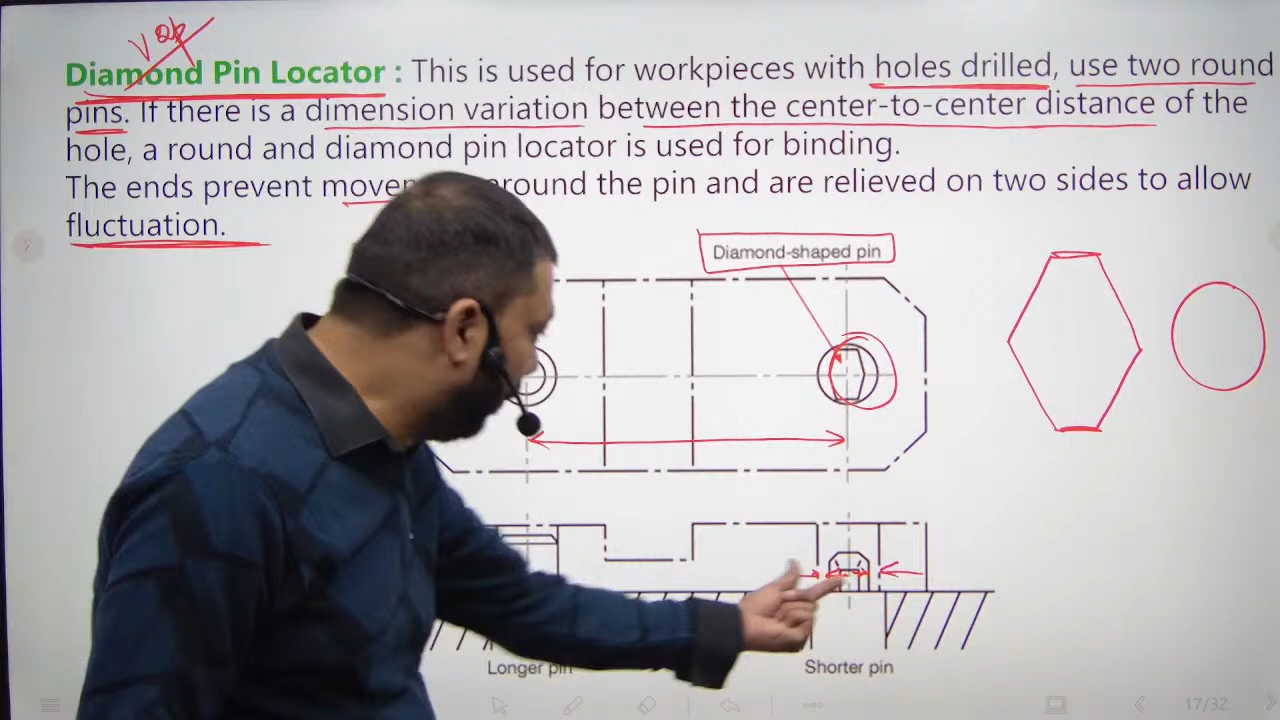 V
Diamond Pin Locator : This is used for workpieces with holes drilled, use two round
pins. If there is a dimension variation between the center-to-center distance of the
hole, a round and diamond pin locator is used for binding.
The ends prevent around the pin and are relieved on two sides to allow
fluctuation.
Diamond-shaped pin
Longer pin
Shorter pin
17/32